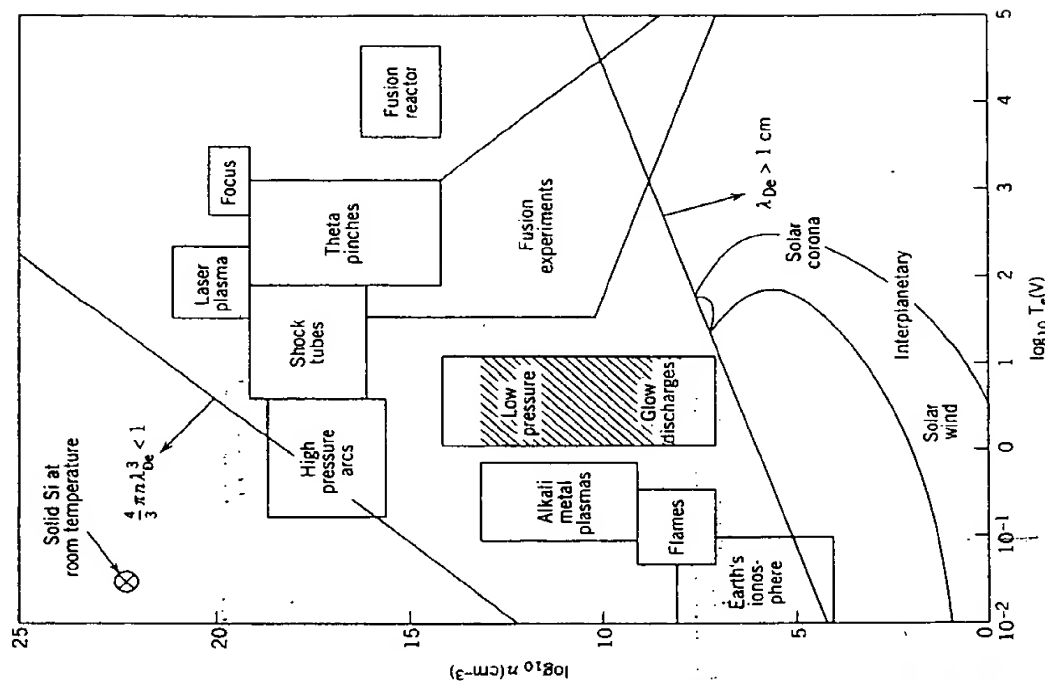 25
20
15
10
5
0
log₁₀ n(cm⁻³)
Solid Si at
room temperature
4/3 πnλ³De < 1
Laser
plasma
Focus
Fusion
reactor
Shock
tubes
Theta
pinches
High
pressure
arcs
Fusion
experiments
Low
pressure
Glow
discharges
Alkali
metal
plasmas
Flames
Earth's
ionos-
phere
λDe > 1 cm
Solar
corona
Interplanetary
Solar
wind
10⁻²
10⁻¹
0
1
2
3
4
5
log₁₀ Te(V)